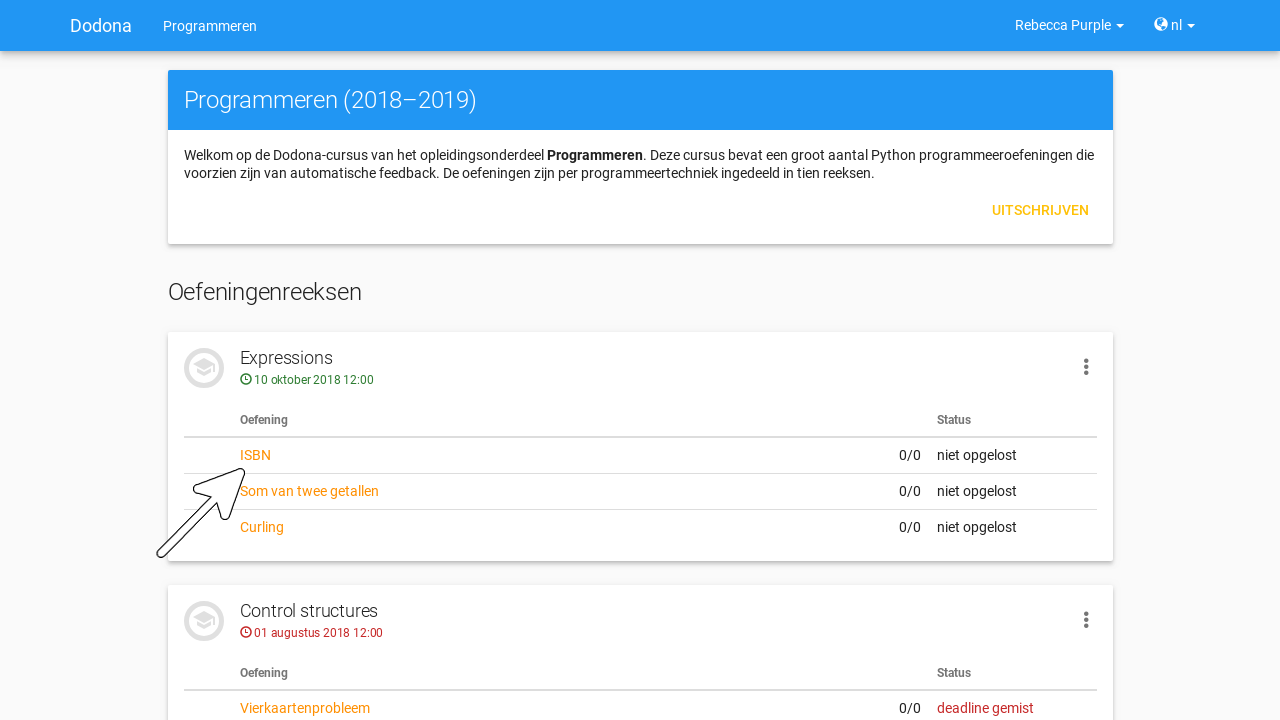 Dodona Programmeren Rebecca Purple nl
Programmeren (2018–2019)
Welkom op de Dodona-cursus van het opleidingsonderdeel Programmeren. Deze cursus bevat een groot aantal Python programmeeroefeningen die
voorzien zijn van automatische feedback. De oefeningen zijn per programmeertechniek ingedeeld in tien reeksen.
UITSCHRIJVEN
Oefeningenreeksen
Expressions
10 oktober 2018 12:00
Oefening Status
ISBN 0/0 niet opgelost
Som van twee getallen 0/0 niet opgelost
Curling 0/0 niet opgelost
Control structures
01 augustus 2018 12:00
Oefening Status
Vierkaartenprobleem 0/0 deadline gemist